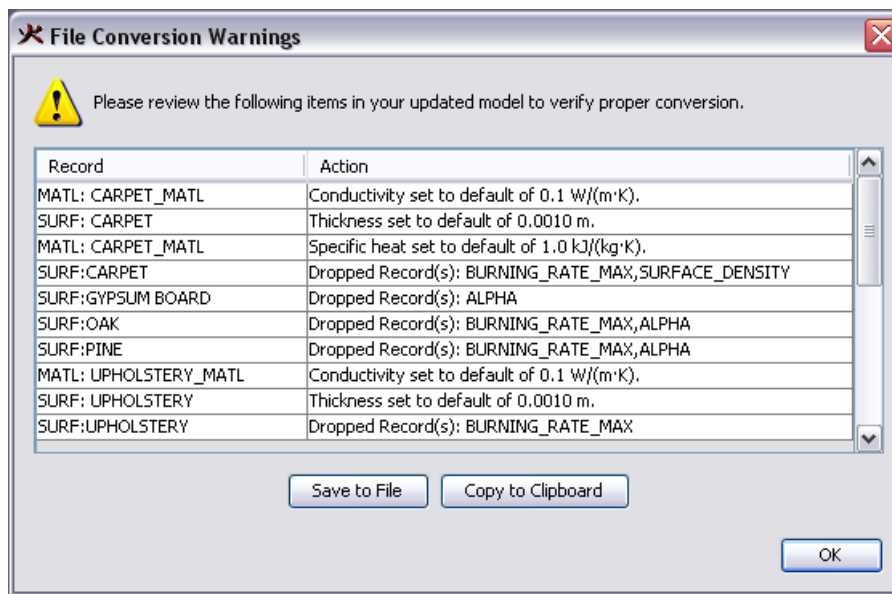 File Conversion Warnings
Please review the following items in your updated model to verify proper conversion.
Record Action
MATL: CARPET_MATL Conductivity set to default of 0.1 W/(m·K).
SURF: CARPET Thickness set to default of 0.0010 m.
MATL: CARPET_MATL Specific heat set to default of 1.0 kJ/(kg·K).
SURF:CARPET Dropped Record(s): BURNING_RATE_MAX,SURFACE_DENSITY
SURF:GYPSUM BOARD Dropped Record(s): ALPHA
SURF:OAK Dropped Record(s): BURNING_RATE_MAX,ALPHA
SURF:PINE Dropped Record(s): BURNING_RATE_MAX,ALPHA
MATL: UPHOLSTERY_MATL Conductivity set to default of 0.1 W/(m·K).
SURF: UPHOLSTERY Thickness set to default of 0.0010 m.
SURF:UPHOLSTERY Dropped Record(s): BURNING_RATE_MAX
Save to File Copy to Clipboard
OK